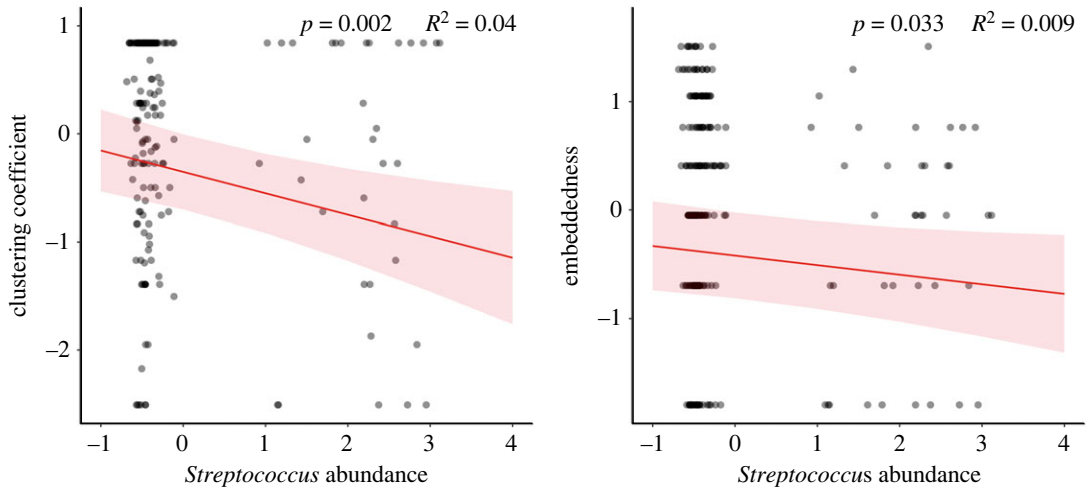 p = 0.002 R² = 0.04
1
0
–1
–2
clustering coefficient
–1 0 1 2 3 4
Streptococcus abundance
p = 0.033 R² = 0.009
1
0
–1
embeddedness
–1 0 1 2 3 4
Streptococcus abundance